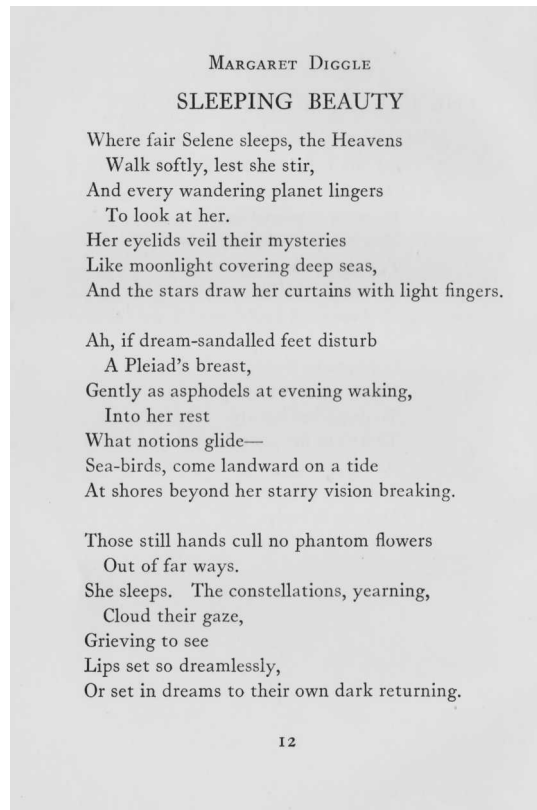 MARGARET DIGGLE
SLEEPING BEAUTY
Where fair Selene sleeps, the Heavens
Walk softly, lest she stir,
And every wandering planet lingers
To look at her.
Her eyelids veil their mysteries
Like moonlight covering deep seas,
And the stars draw her curtains with light fingers.
Ah, if dream-sandalled feet disturb
A Pleiad's breast,
Gently as asphodels at evening waking,
Into her rest
What notions glide—
Sea-birds, come landward on a tide
At shores beyond her starry vision breaking.
Those still hands cull no phantom flowers
Out of far ways.
She sleeps. The constellations, yearning,
Cloud their gaze,
Grieving to see
Lips set so dreamlessly,
Or set in dreams to their own dark returning.
12